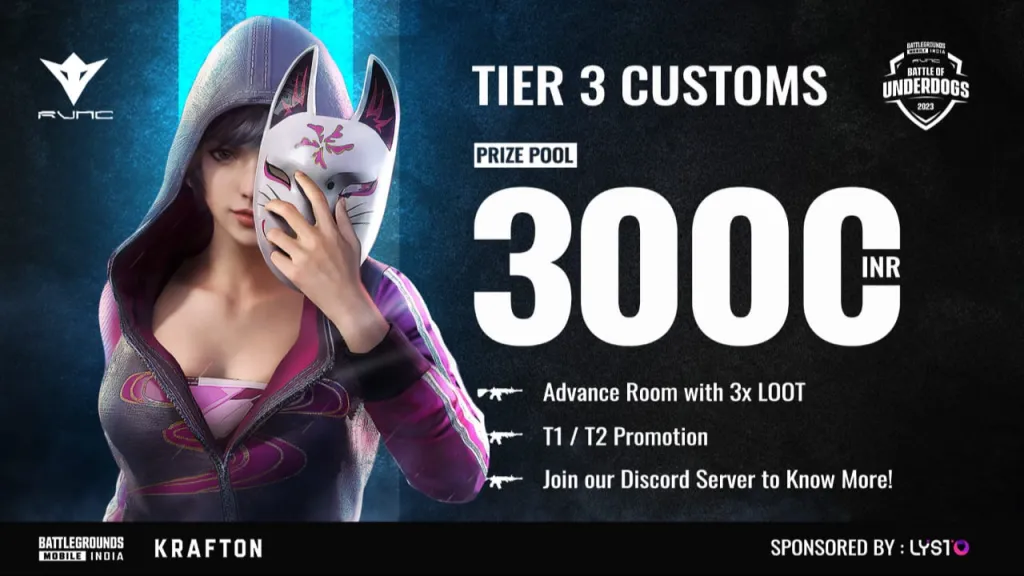 RVNC
TIER 3 CUSTOMS
BATTLEGROUNDS
MOBILE INDIA
RVNC
BATTLE OF
UNDERDOGS
2023
PRIZE POOL
3000
INR
Advance Room with 3x LOOT
T1 / T2 Promotion
Join our Discord Server to Know More!
BATTLEGROUNDS
MOBILE INDIA
KRAFTON
SPONSORED BY : LYSTO